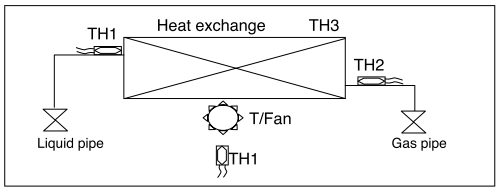 TH1
Heat exchange
TH3
TH2
T/Fan
Liquid pipe
Gas pipe
TH1